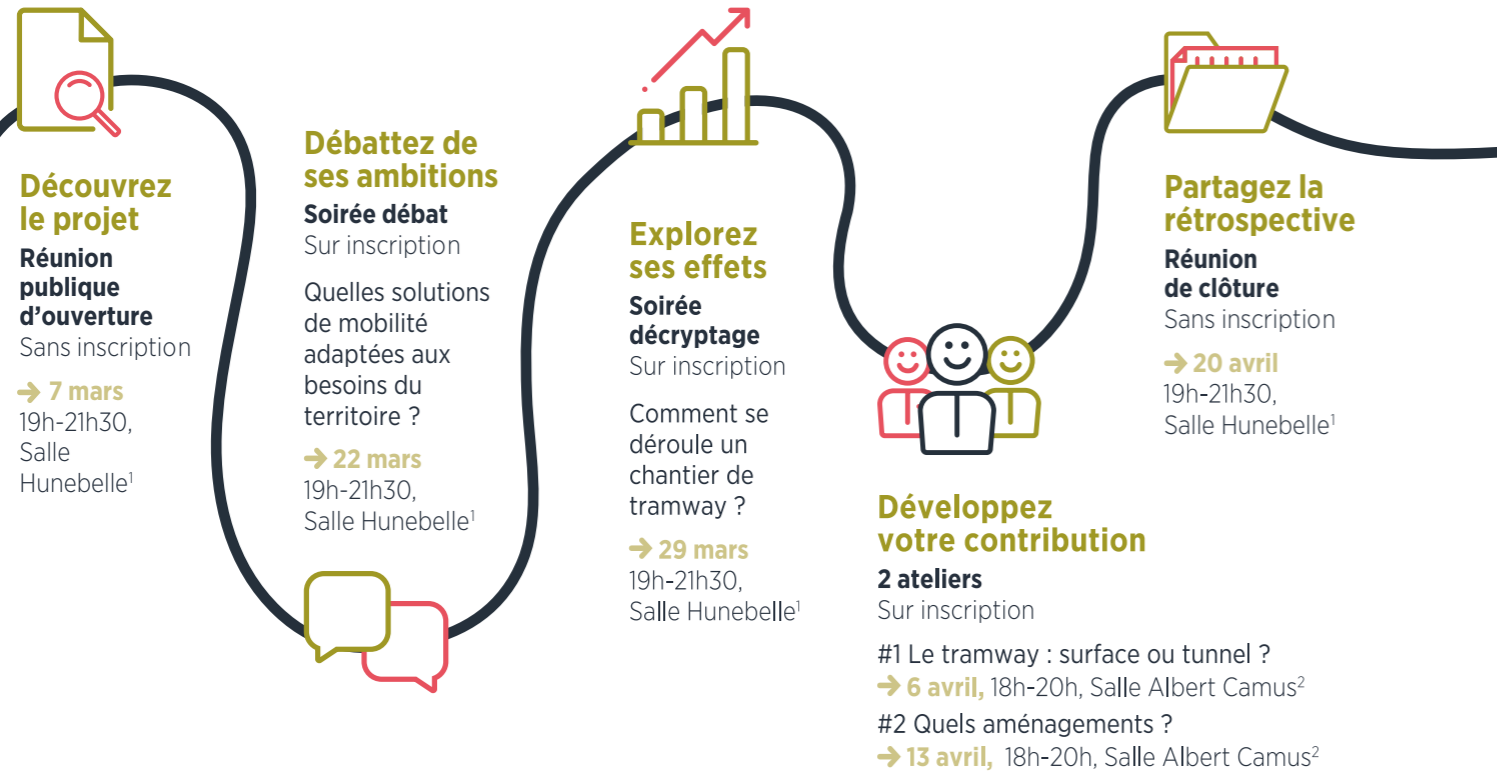 Découvrez
le projet
Réunion
publique
d’ouverture
Sans inscription
→ 7 mars
19h-21h30,
Salle
Hunebelle¹
Débattez de
ses ambitions
Soirée débat
Sur inscription
Quelles solutions
de mobilité
adaptées aux
besoins du
territoire ?
→ 22 mars
19h-21h30,
Salle Hunebelle¹
Explorez
ses effets
Soirée
décryptage
Sur inscription
Comment se
déroule un
chantier de
tramway ?
→ 29 mars
19h-21h30,
Salle Hunebelle¹
Développez
votre contribution
2 ateliers
Sur inscription
#1 Le tramway : surface ou tunnel ?
→ 6 avril, 18h-20h, Salle Albert Camus²
#2 Quels aménagements ?
→ 13 avril, 18h-20h, Salle Albert Camus²
Partagez la
rétrospective
Réunion
de clôture
Sans inscription
→ 20 avril
19h-21h30,
Salle Hunebelle¹